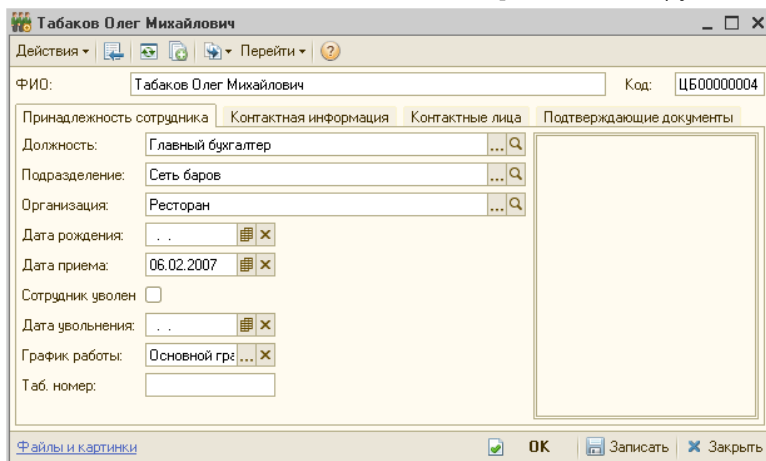 Табаков Олег Михайлович
Действия Перейти
ФИО: Табаков Олег Михайлович Код: ЦБ00000004
Принадлежность сотрудника Контактная информация Контактные лица Подтверждающие документы
Должность: Главный бухгалтер ...
Подразделение: Сеть баров ...
Организация: Ресторан ...
Дата рождения: . .
Дата приема: 06.02.2007
Сотрудник уволен
Дата увольнения: . .
График работы: Основной гра ...
Таб. номер:
Файлы и картинки OK Записать Закрыть